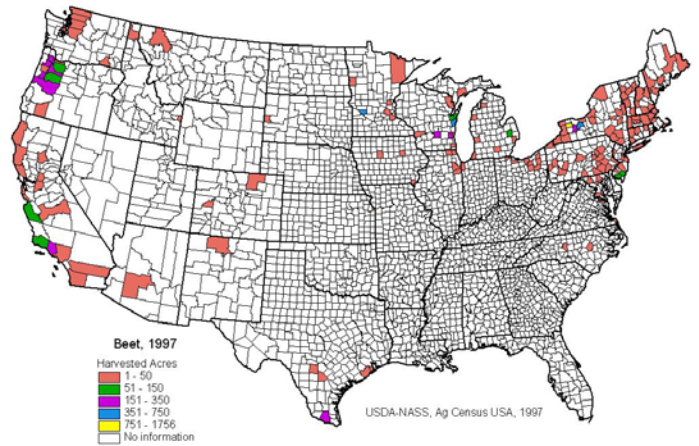 Beet, 1997
Harvested Acres
1 - 50
51 - 150
151 - 350
351 - 750
751 - 1756
No information
USDA-NASS, Ag Census USA, 1997